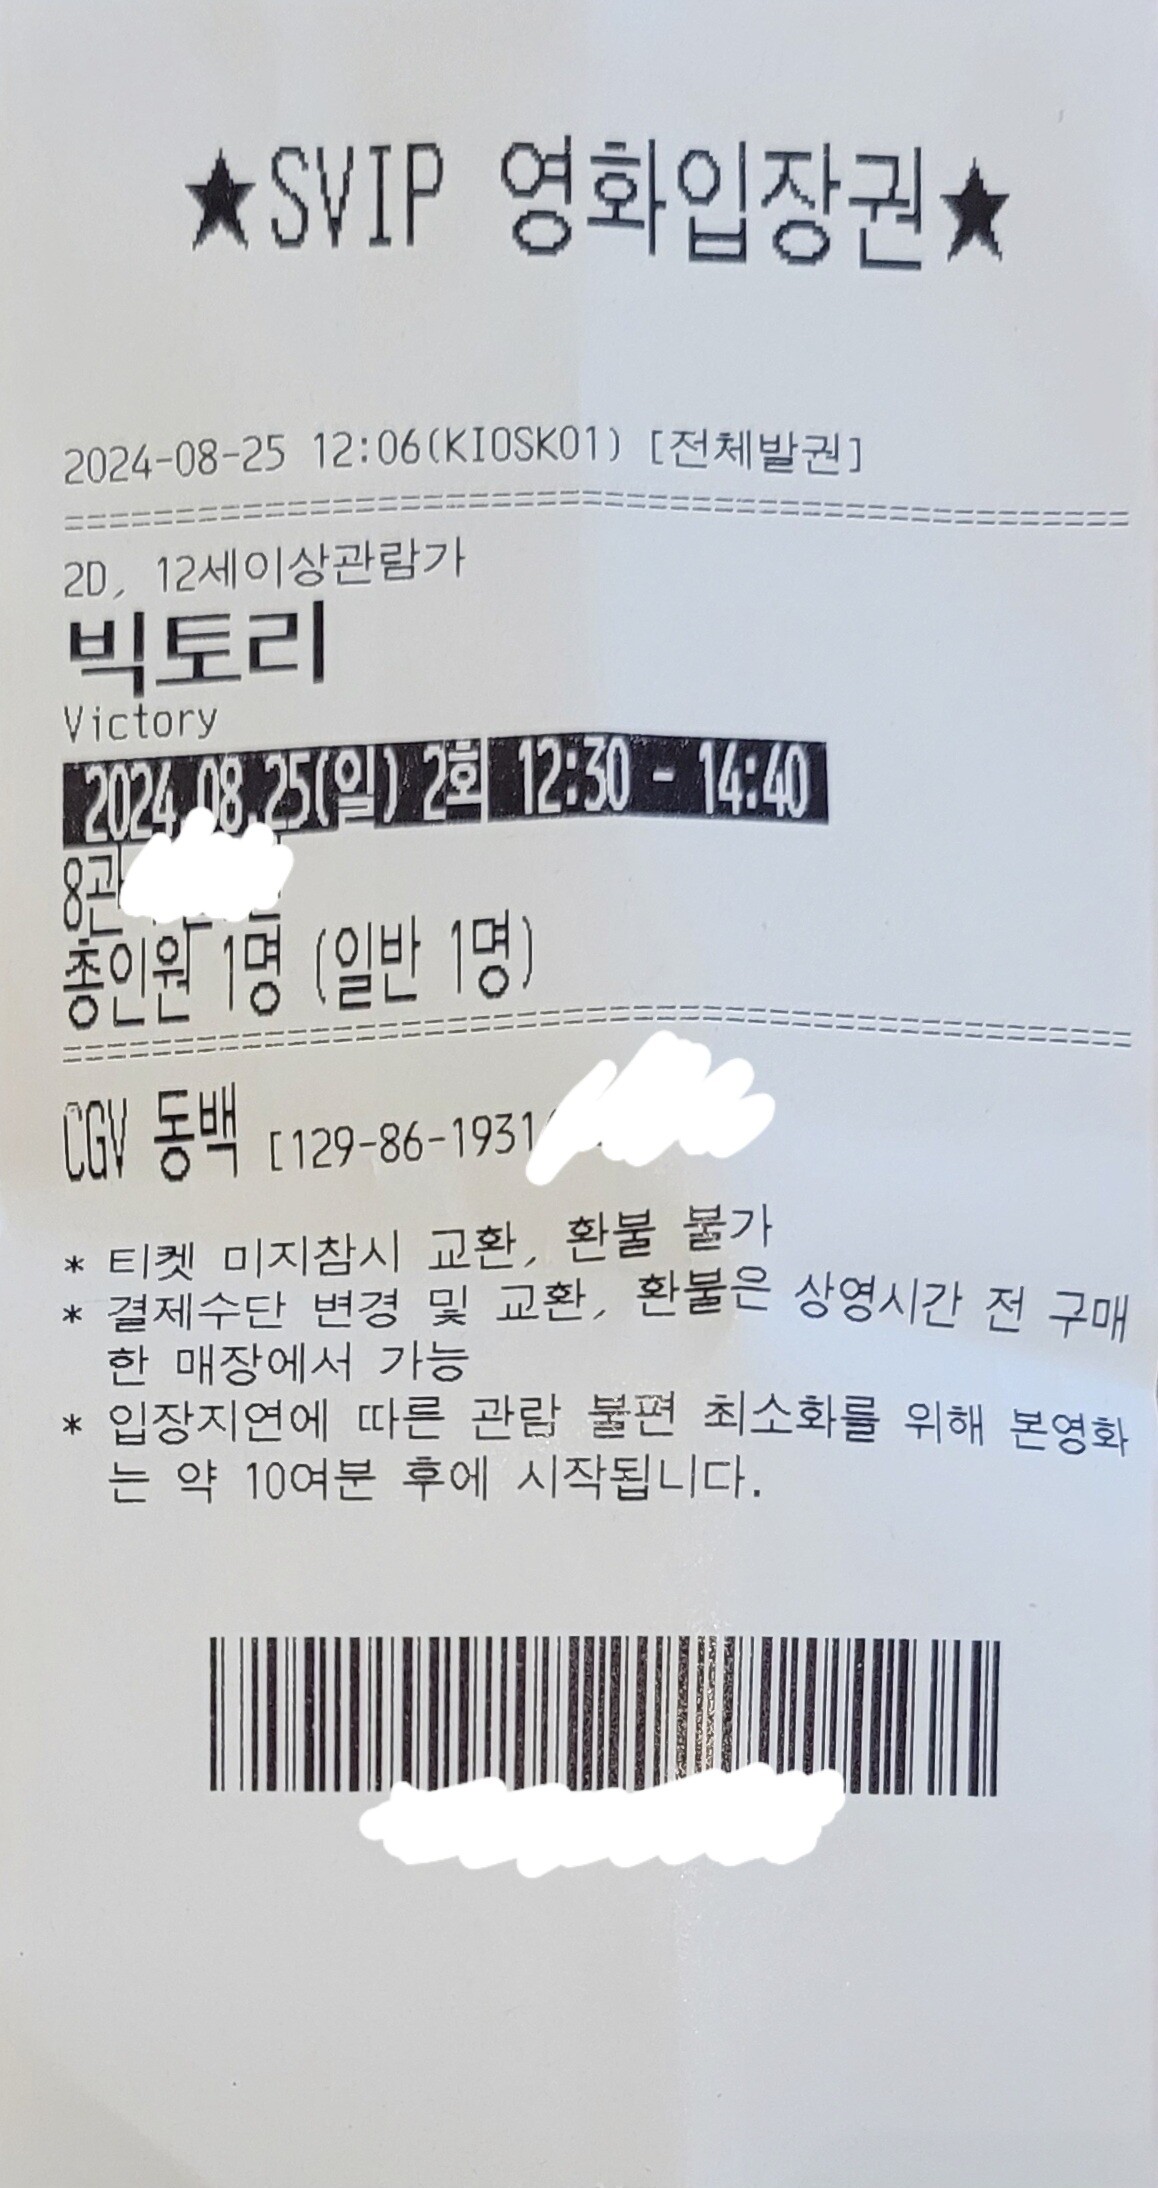 ★SVIP 영화입장권★
2024-08-25 12:06(KIOSK01) [전체발권]
================================================
2D, 12세이상관람가
빅토리
Victory
2024.08.25(일) 2회 12:30 - 14:40
8관
총인원 1명 (일반 1명)
================================================
CGV 동백 [129-86-1931
* 티켓 미지참시 교환, 환불 불가
* 결제수단 변경 및 교환, 환불은 상영시간 전 구매
한 매장에서 가능
* 입장지연에 따른 관람 불편 최소화를 위해 본영화
는 약 10여분 후에 시작됩니다.